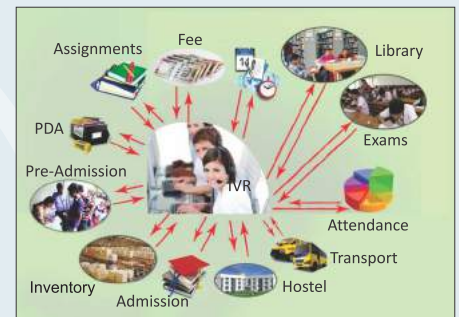 Fee
Assignments
Library
PDA
Exams
Pre-Admission
IVR
Attendance
Transport
Inventory
Hostel
Admission